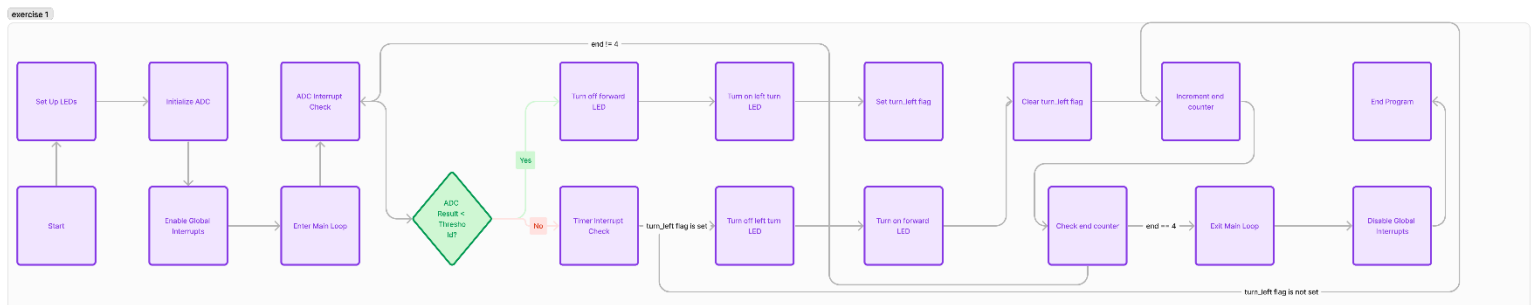 exercise 1
end != 4
Set Up LEDs
Initialize ADC
ADC Interrupt
Check
Turn off forward
LED
Turn on left turn
LED
Set turn_left flag
Clear turn_left flag
Increment end
counter
End Program
Yes
Start
Enable Global
Interrupts
Enter Main Loop
ADC
Result <
Thresho
ld?
No
Timer Interrupt
Check
turn_left flag is set
Turn off left turn
LED
Turn on forward
LED
Check end counter
end == 4
Exit Main Loop
Disable Global
Interrupts
turn_left flag is not set